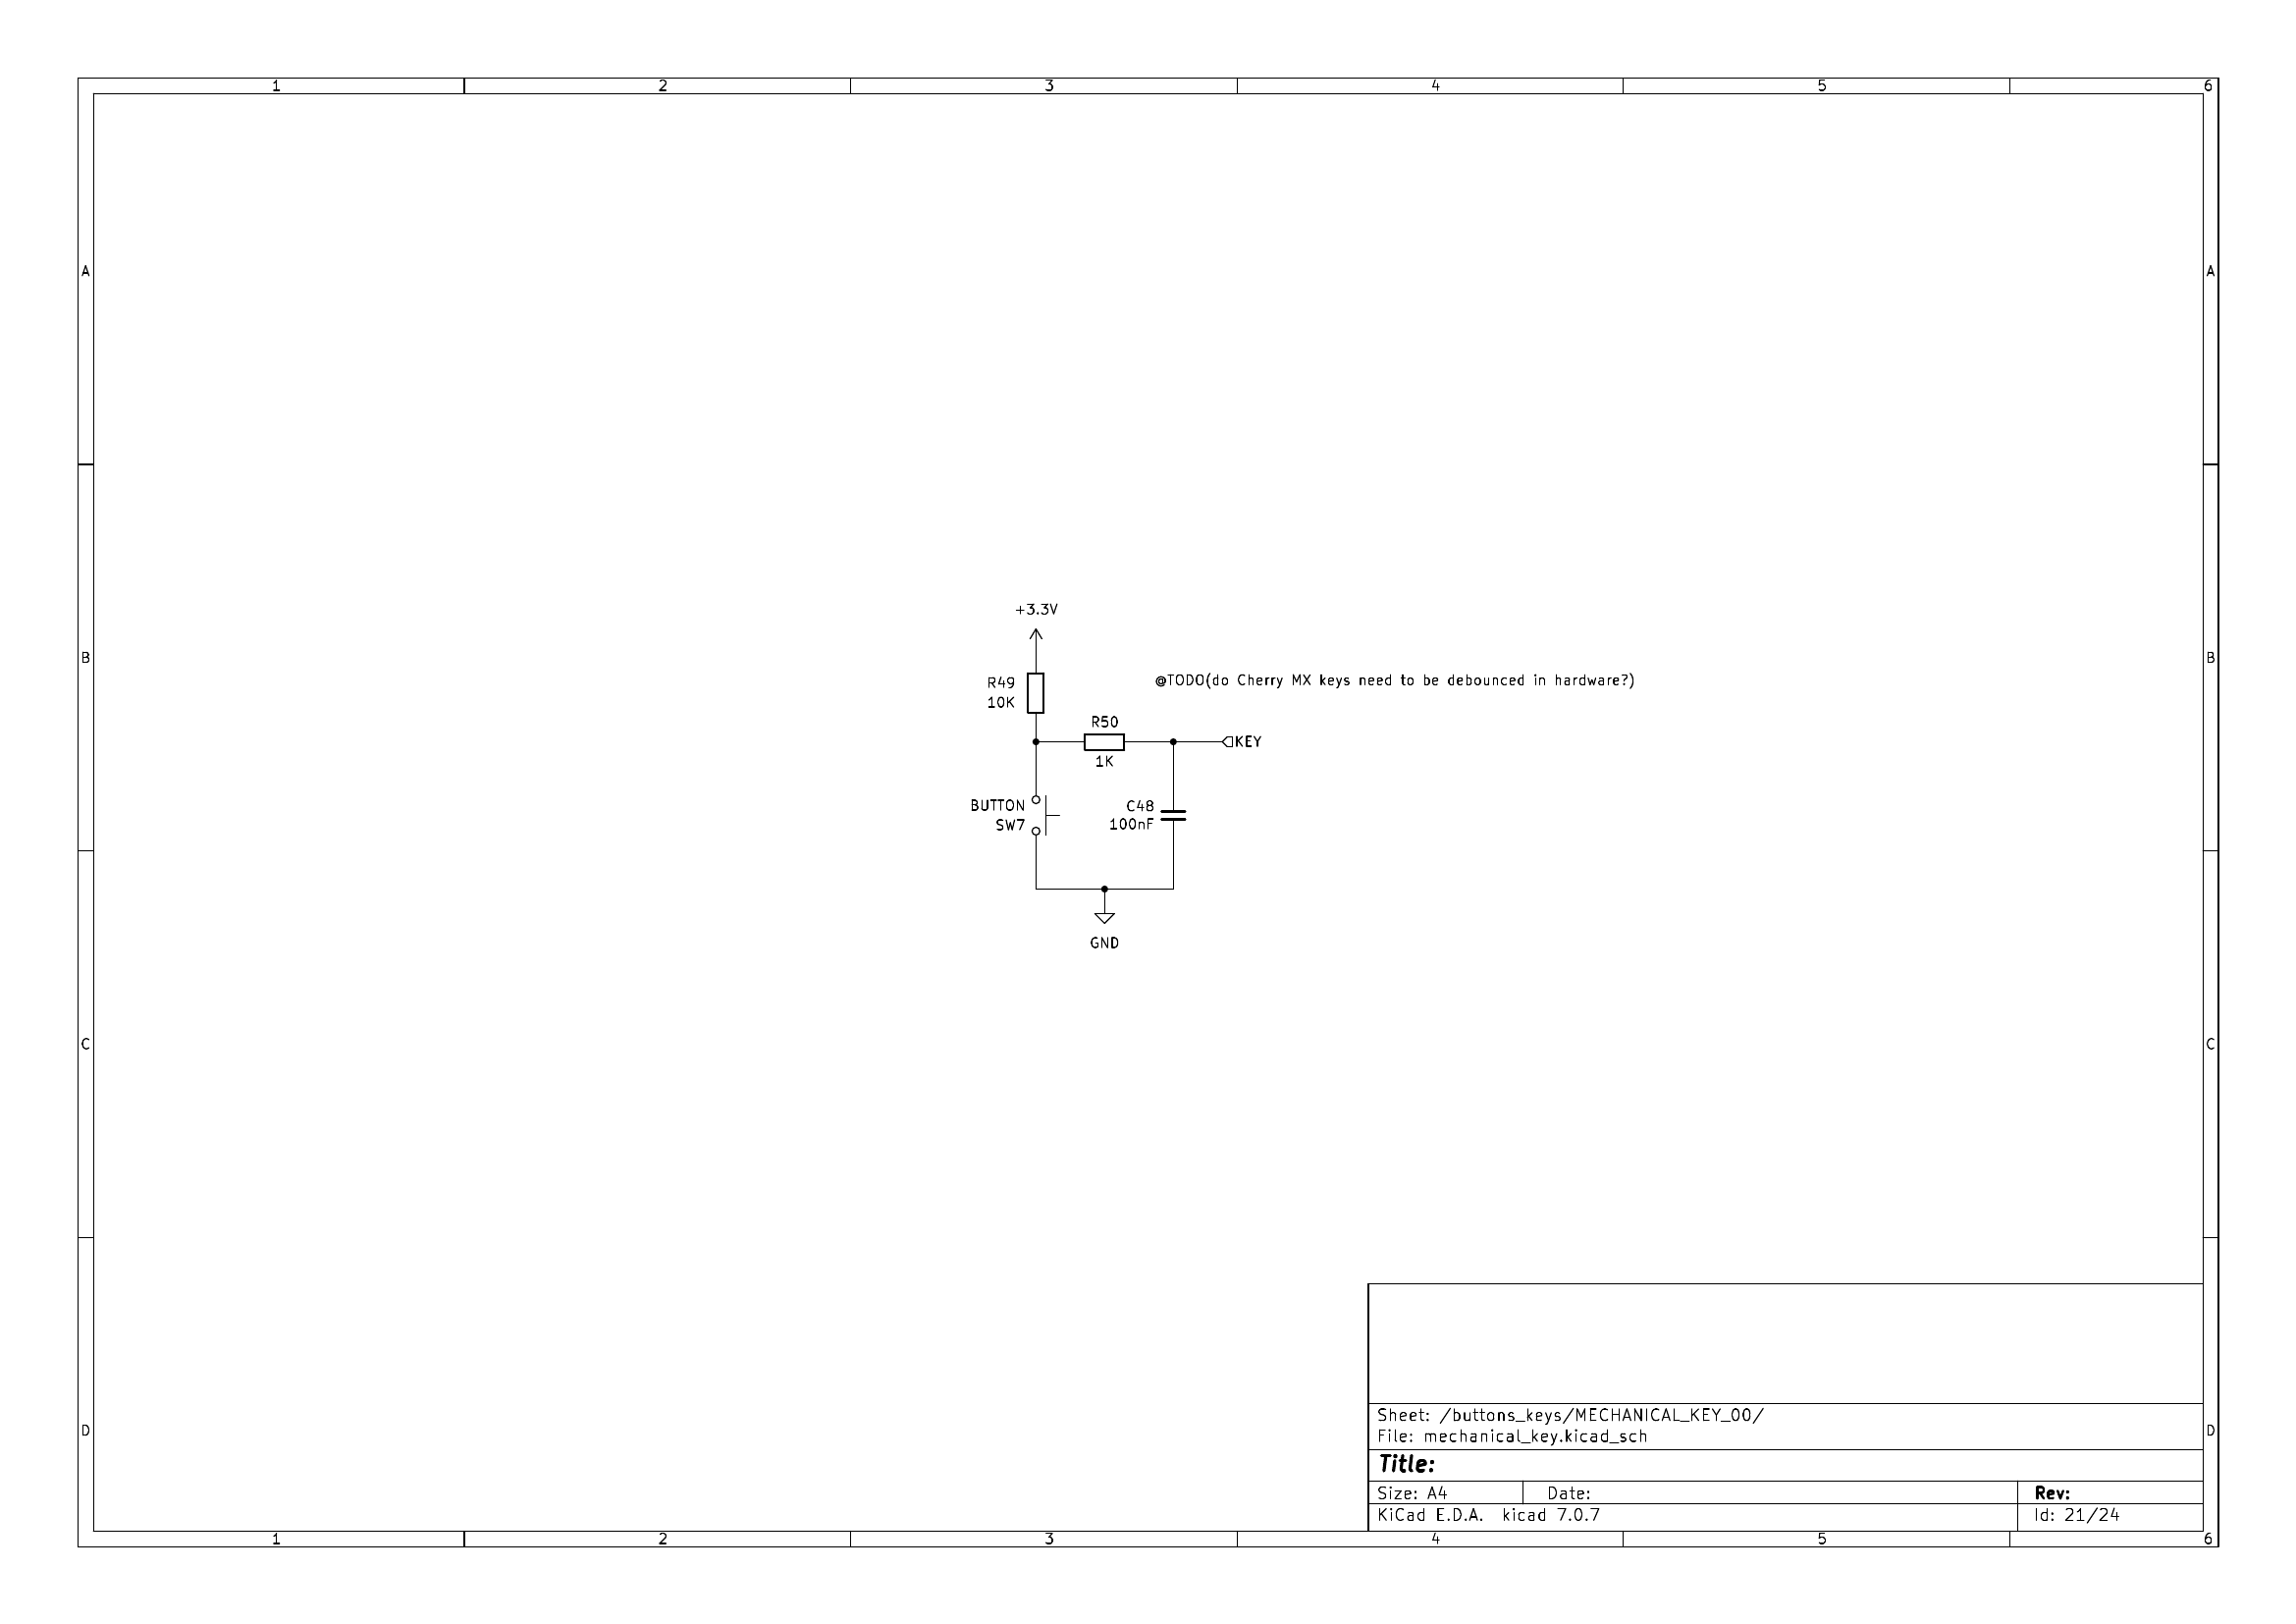 1 2 3 4 5 6
A A
+3.3V
B B
@TODO(do Cherry MX keys need to be debounced in hardware?)
R49
10K
R50
KEY
1K
BUTTON
SW7
C48
100nF
GND
C C
Sheet: /buttons_keys/MECHANICAL_KEY_00/
File: mechanical_key.kicad_sch
D D
Title:
Size: A4 Date: Rev:
KiCad E.D.A. kicad 7.0.7 Id: 21/24
1 2 3 4 5 6